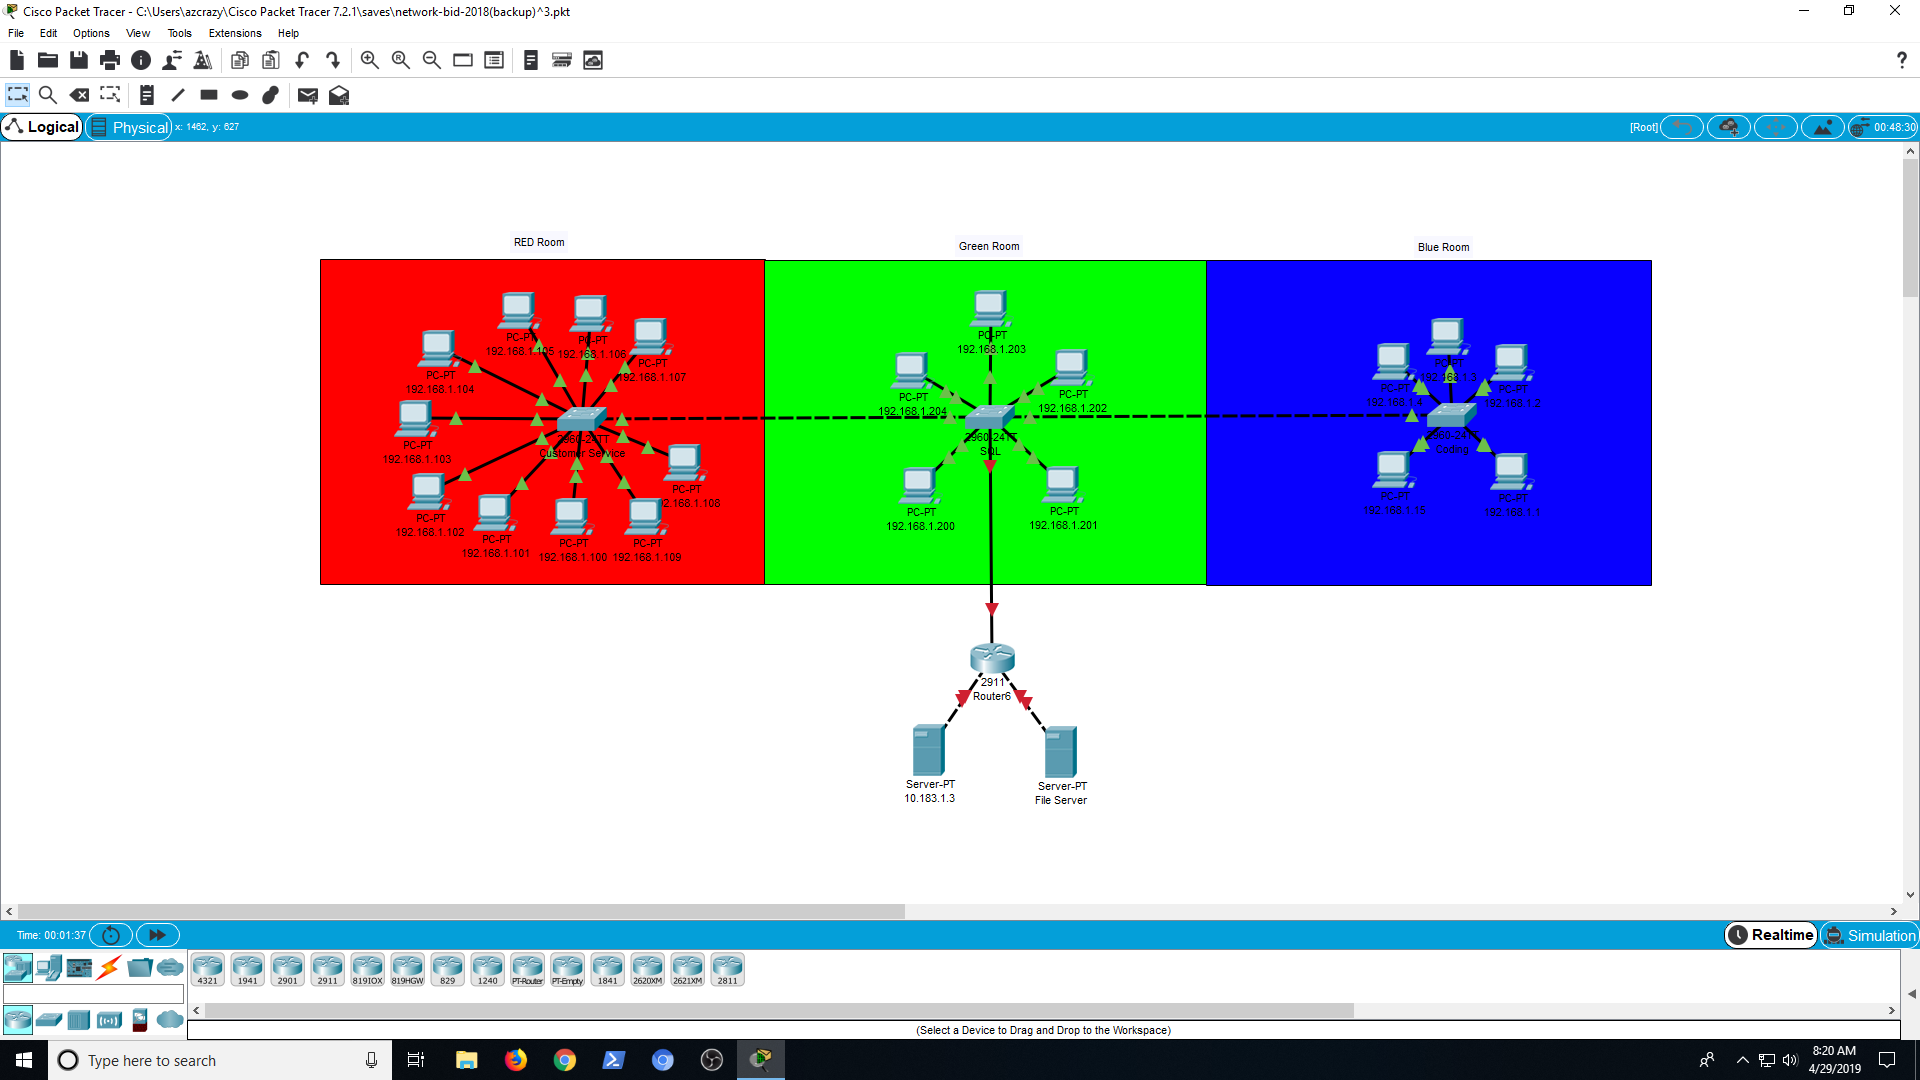 Cisco Packet Tracer - C:\Users\azcrazy\Cisco Packet Tracer 7.2.1\saves\network-bid-2018(backup)^3.pkt
File Edit Options View Tools Extensions Help
Logical Physical x: 1462, y: 627 [Root] 00:48:30
RED Room
Green Room
Blue Room
PC-PT
192.168.1.105
PC-PT
192.168.1.106
PC-PT
192.168.1.107
PC-PT
192.168.1.104
PC-PT
192.168.1.103
2960-24TT
Customer Service
PC-PT
192.168.1.108
PC-PT
192.168.1.102
PC-PT
192.168.1.101
PC-PT
192.168.1.100
PC-PT
192.168.1.109
PC-PT
192.168.1.203
PC-PT
192.168.1.204
PC-PT
192.168.1.202
2960-24TT
SQL
PC-PT
192.168.1.200
PC-PT
192.168.1.201
PC-PT
192.168.1.4
PC-PT
192.168.1.3
PC-PT
192.168.1.2
2960-24
Coding
PC-PT
192.168.1.15
PC-PT
192.168.1.1
2911
Router6
Server-PT
10.183.1.3
Server-PT
File Server
Time: 00:01:37
Realtime Simulation
4321 1941 2901 2911 819IOX 819HGW 829 1240 PT-Router PT-Empty 1841 2620XM 2621XM 2811
(Select a Device to Drag and Drop to the Workspace)
Type here to search
8:20 AM
4/29/2019